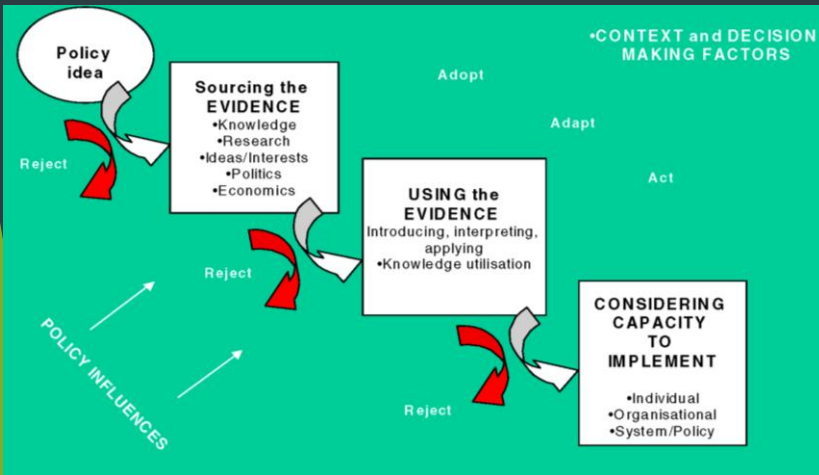 Policy
idea
•CONTEXT and DECISION
MAKING FACTORS
Sourcing the
EVIDENCE
•Knowledge
•Research
•Ideas/Interests
•Politics
•Economics
Adopt
Adapt
Act
Reject
USING the
EVIDENCE
Introducing, interpreting,
applying
•Knowledge utilisation
Reject
CONSIDERING
CAPACITY
TO
IMPLEMENT
•Individual
•Organisational
•System/Policy
Reject
POLICY INFLUENCES